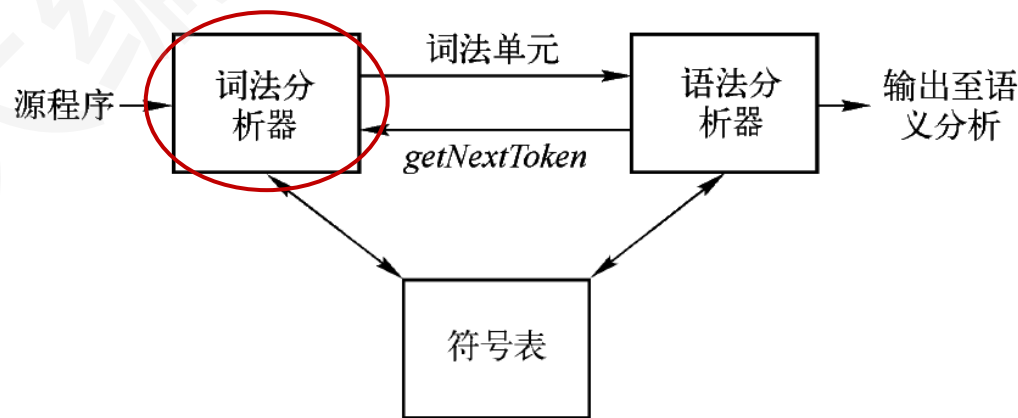 源程序
词法分
析器
词法单元
getNextToken
语法分
析器
输出至语
义分析
符号表